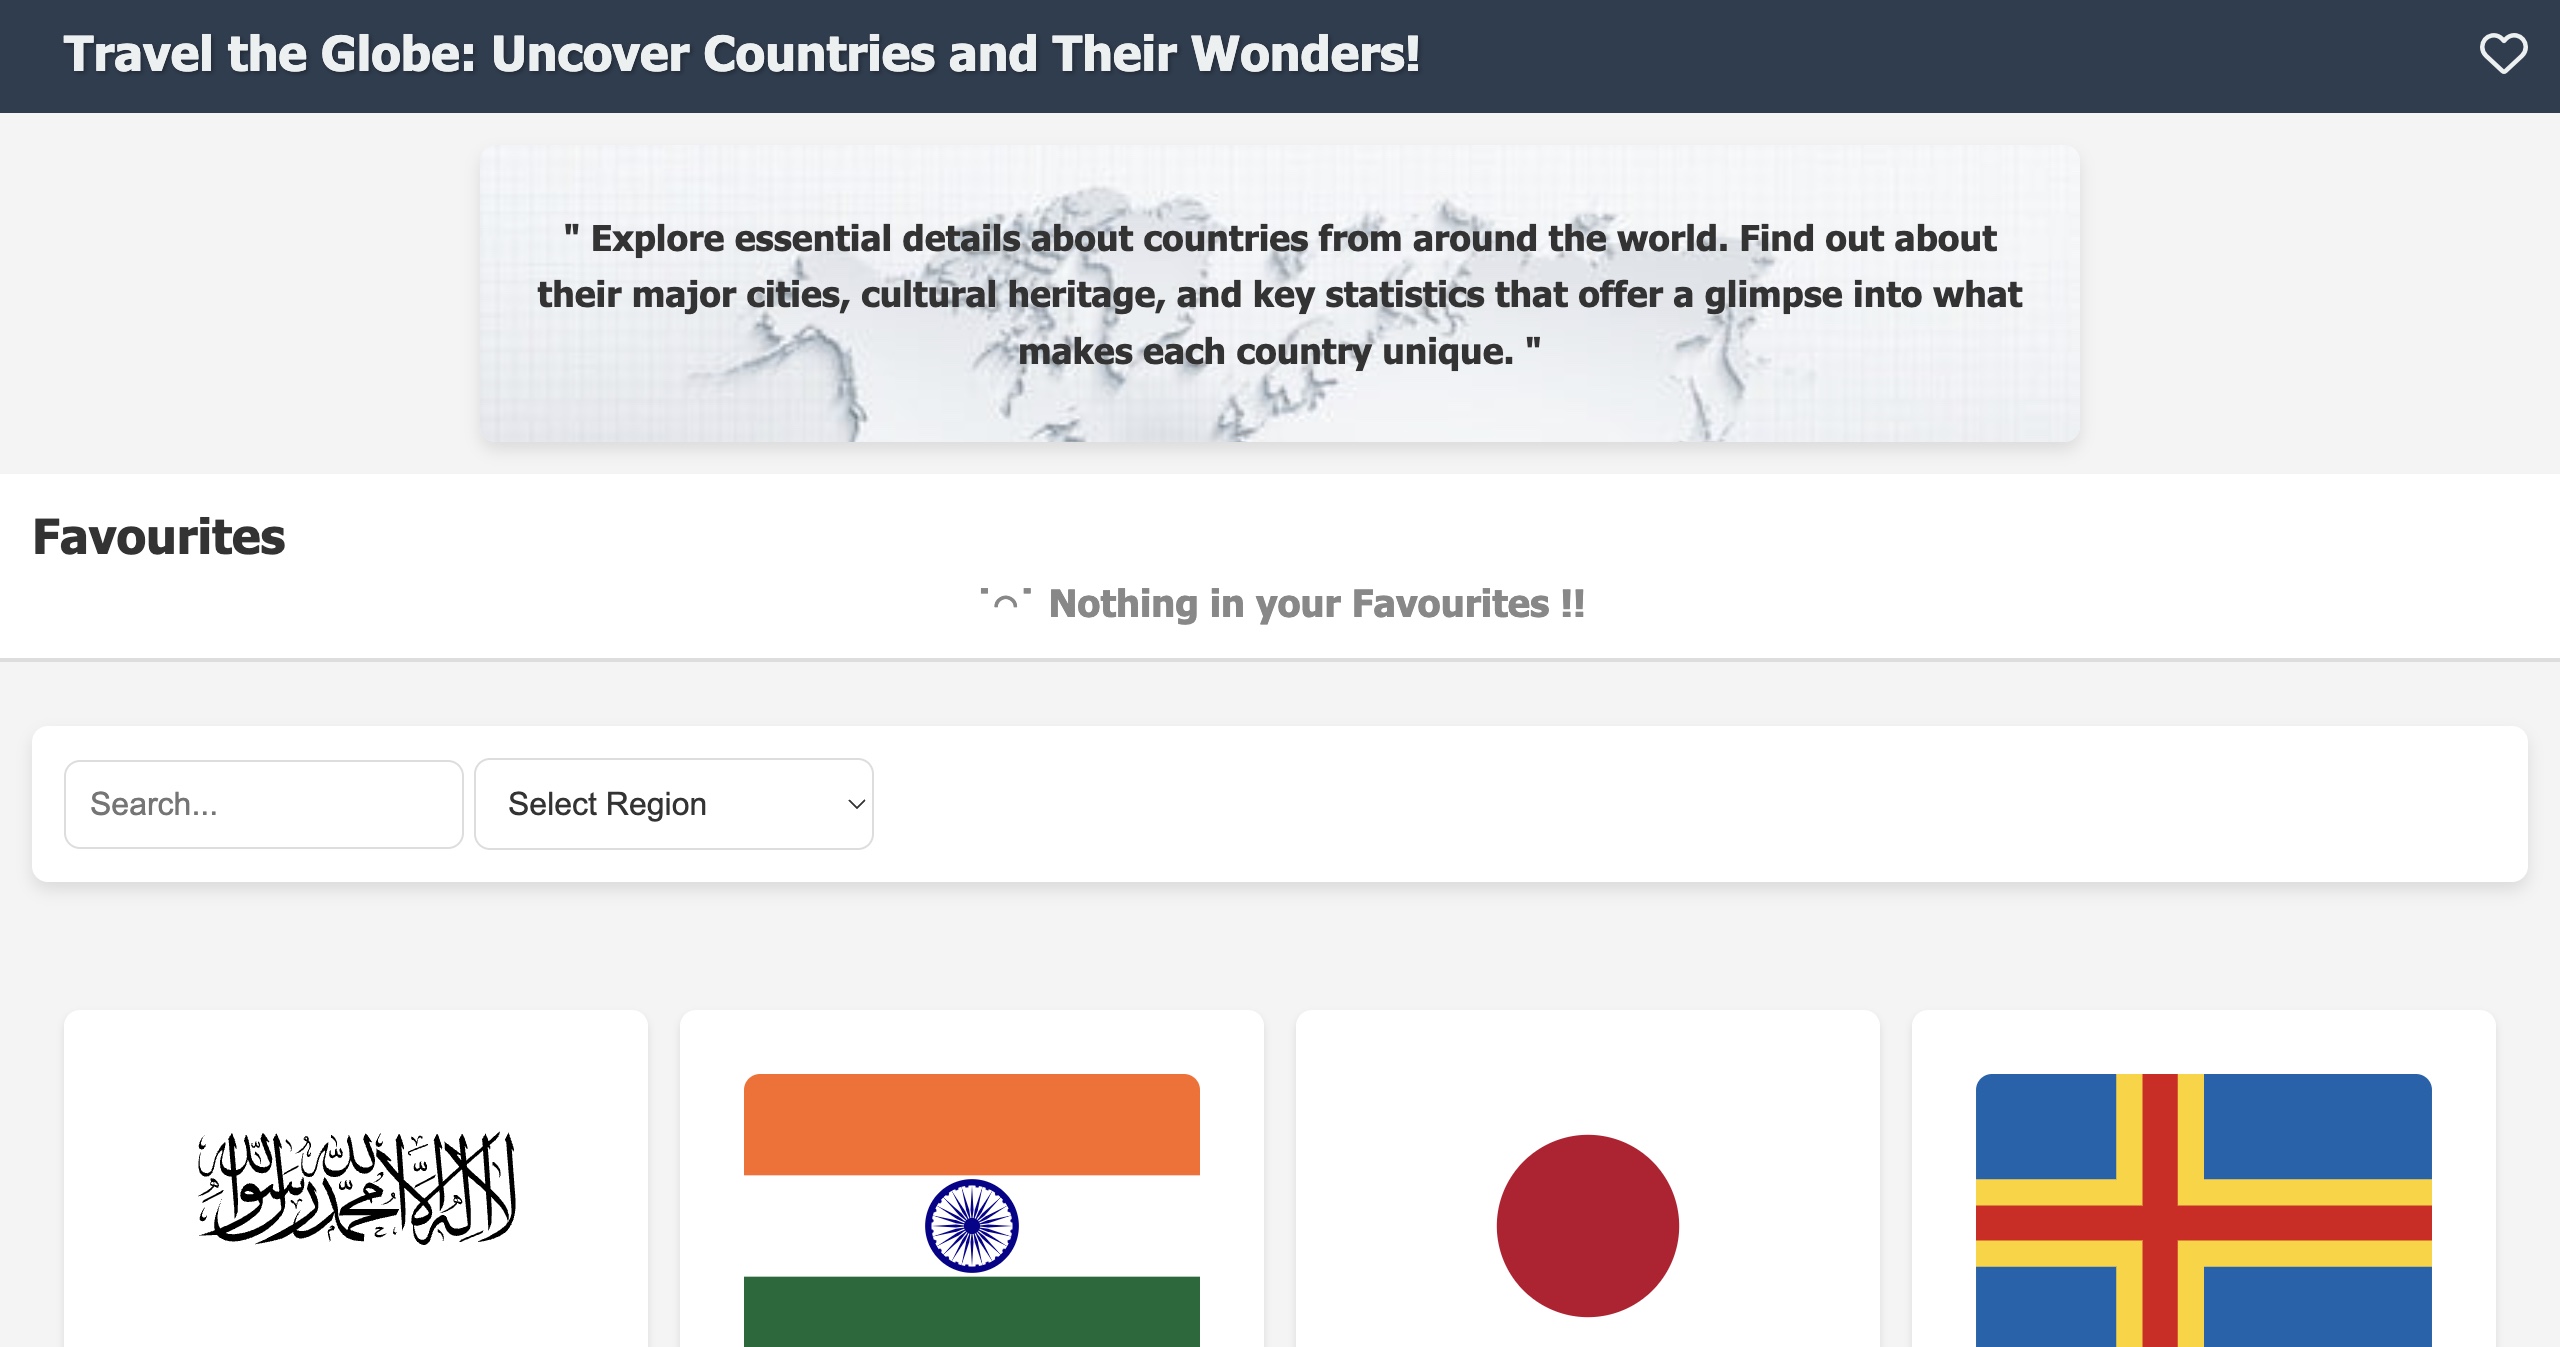 Travel the Globe: Uncover Countries and Their Wonders!
" Explore essential details about countries from around the world. Find out about
their major cities, cultural heritage, and key statistics that offer a glimpse into what
makes each country unique. "
Favourites
˙◠˙ Nothing in your Favourites !!
Search...
Select Region
لا إله إلا الله محمد رسول الله